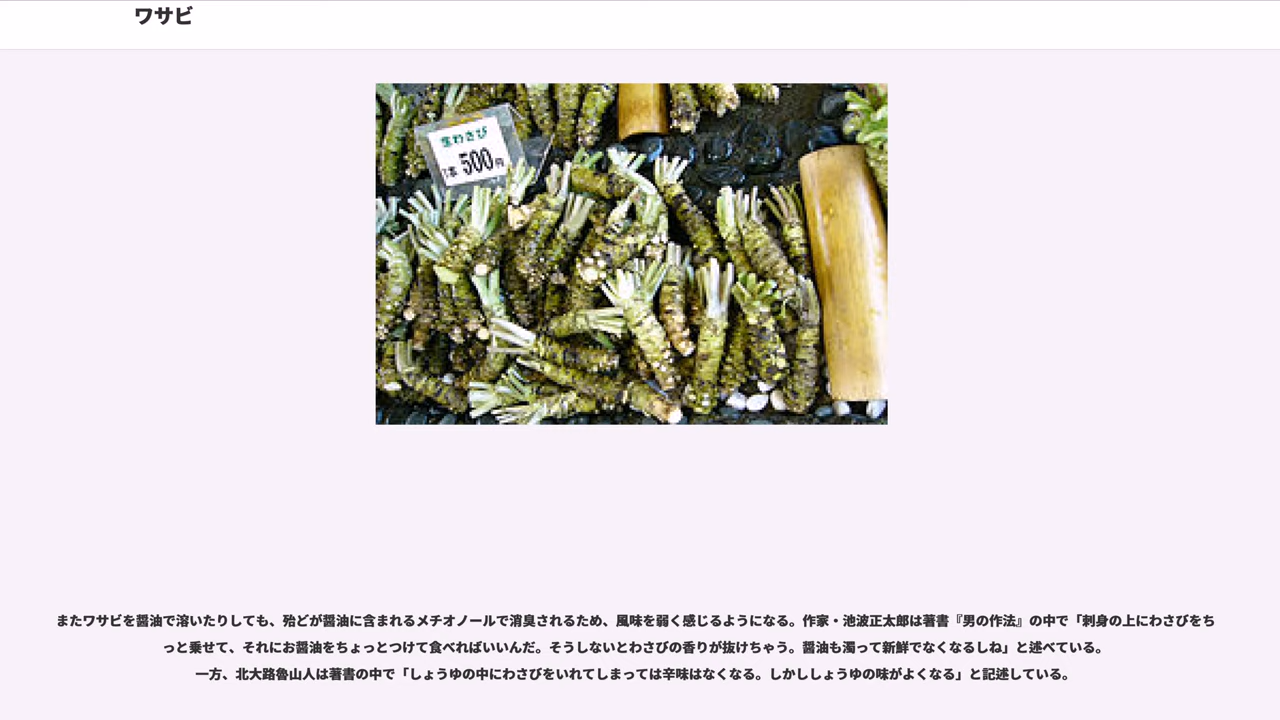 ワサビ
生わさび
1本 500円
またワサビを醤油で溶いたりしても、殆どが醤油に含まれるメチオノールで消臭されるため、風味を弱く感じるようになる。作家・池波正太郎は著書『男の作法』の中で「刺身の上にわさびをち
ょっと乗せて、それにお醤油をちょっとつけて食べればいいんだ。そうしないとわさびの香りが抜けちゃう。醤油も濁って新鮮でなくなるしね」と述べている。
一方、北大路魯山人は著書の中で「しょうゆの中にわさびをいれてしまっては辛味はなくなる。しかししょうゆの味がよくなる」と記述している。